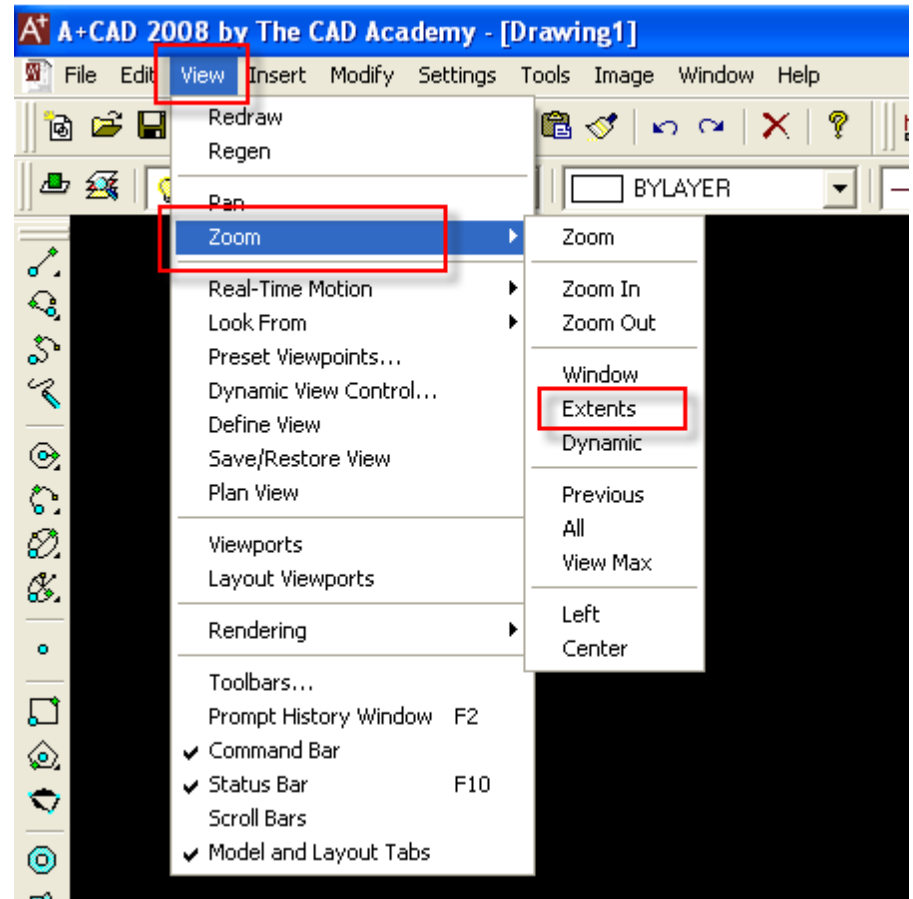 A+CAD 2008 by The CAD Academy - [Drawing1]
File Edit View Insert Modify Settings Tools Image Window Help
BYLAYER
Redraw
Regen
Pan
Zoom
Real-Time Motion
Look From
Preset Viewpoints...
Dynamic View Control...
Define View
Save/Restore View
Plan View
Viewports
Layout Viewports
Rendering
Toolbars...
Prompt History Window F2
Command Bar
Status Bar F10
Scroll Bars
Model and Layout Tabs
Zoom
Zoom In
Zoom Out
Window
Extents
Dynamic
Previous
All
View Max
Left
Center